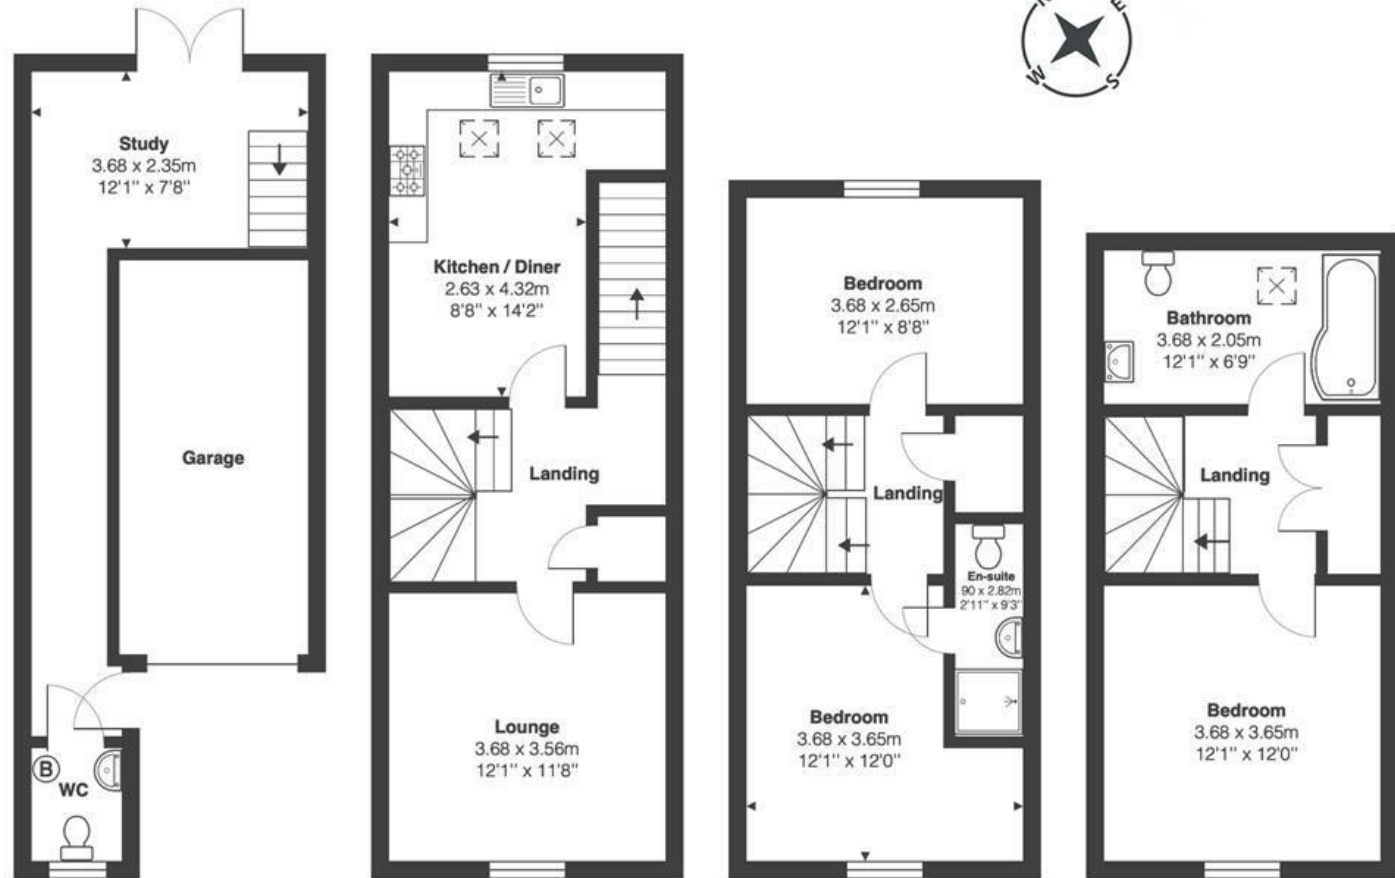 E
W
S
Study
3.68 x 2.35m
12'1" x 7'8"
Garage
B
WC
Kitchen / Diner
2.63 x 4.32m
8'8" x 14'2"
Landing
Lounge
3.68 x 3.56m
12'1" x 11'8"
Bedroom
3.68 x 2.65m
12'1" x 8'8"
Landing
En-suite
90 x 2.82m
2'11" x 9'3"
Bedroom
3.68 x 3.65m
12'1" x 12'0"
Bathroom
3.68 x 2.05m
12'1" x 6'9"
Landing
Bedroom
3.68 x 3.65m
12'1" x 12'0"